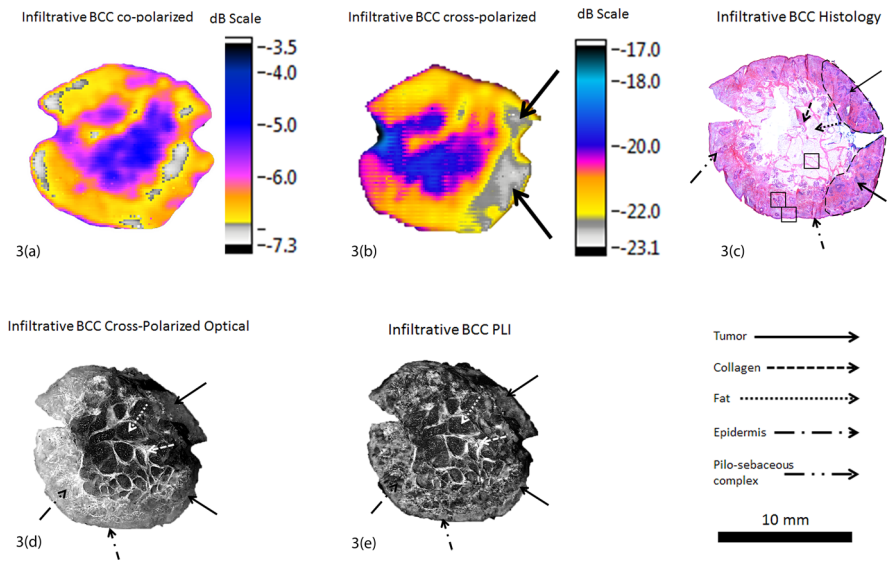 Infiltrative BCC co-polarized
dB Scale
-3.5
-4.0
-5.0
-6.0
-
-7.3
3(a)
Infiltrative BCC cross-polarized
dB Scale
-17.0
-18.0
-20.0
-22.0
-23.1
3(b)
Infiltrative BCC Histology
3(c)
Infiltrative BCC Cross-Polarized Optical
3(d)
Infiltrative BCC PLI
3(e)
Tumor
Collagen
Fat
Epidermis
Pilo-sebaceous
complex
10 mm